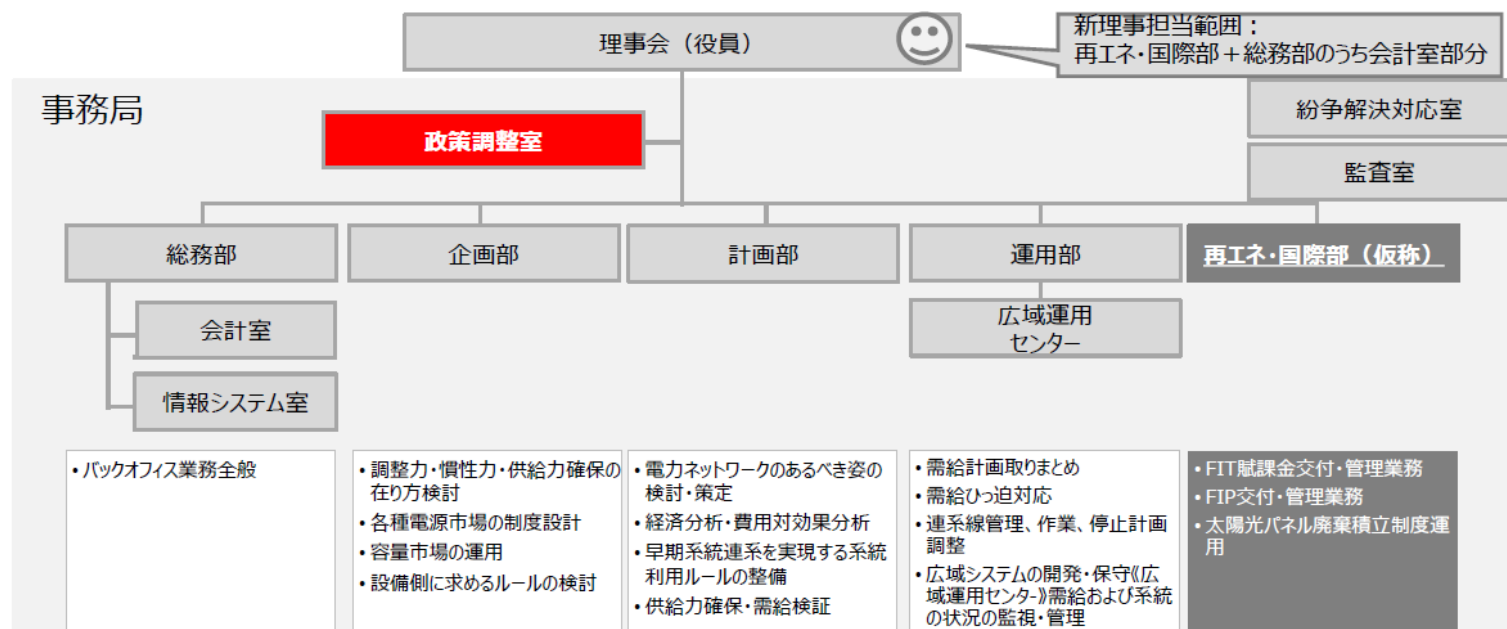 理事会（役員）
新理事担当範囲：
再エネ・国際部＋総務部のうち会計室部分
事務局
紛争解決対応室
政策調整室
監査室
総務部
企画部
計画部
運用部
再エネ・国際部（仮称）
会計室
広域運用
センター
情報システム室
・バックオフィス業務全般
・調整力・慣性力・供給力確保の
在り方検討
・各種電源市場の制度設計
・容量市場の運用
・設備側に求めるルールの検討
・電力ネットワークのあるべき姿の
検討・策定
・経済分析・費用対効果分析
・早期系統連系を実現する系統
利用ルールの整備
・供給力確保・需給検証
・需給計画取りまとめ
・需給ひっ迫対応
・連系線管理、作業、停止計画
調整
・広域システムの開発・保守《広
域運用センター》需給および系統
の状況の監視・管理
・FIT賦課金交付・管理業務
・FIP交付・管理業務
・太陽光パネル廃棄積立制度運
用